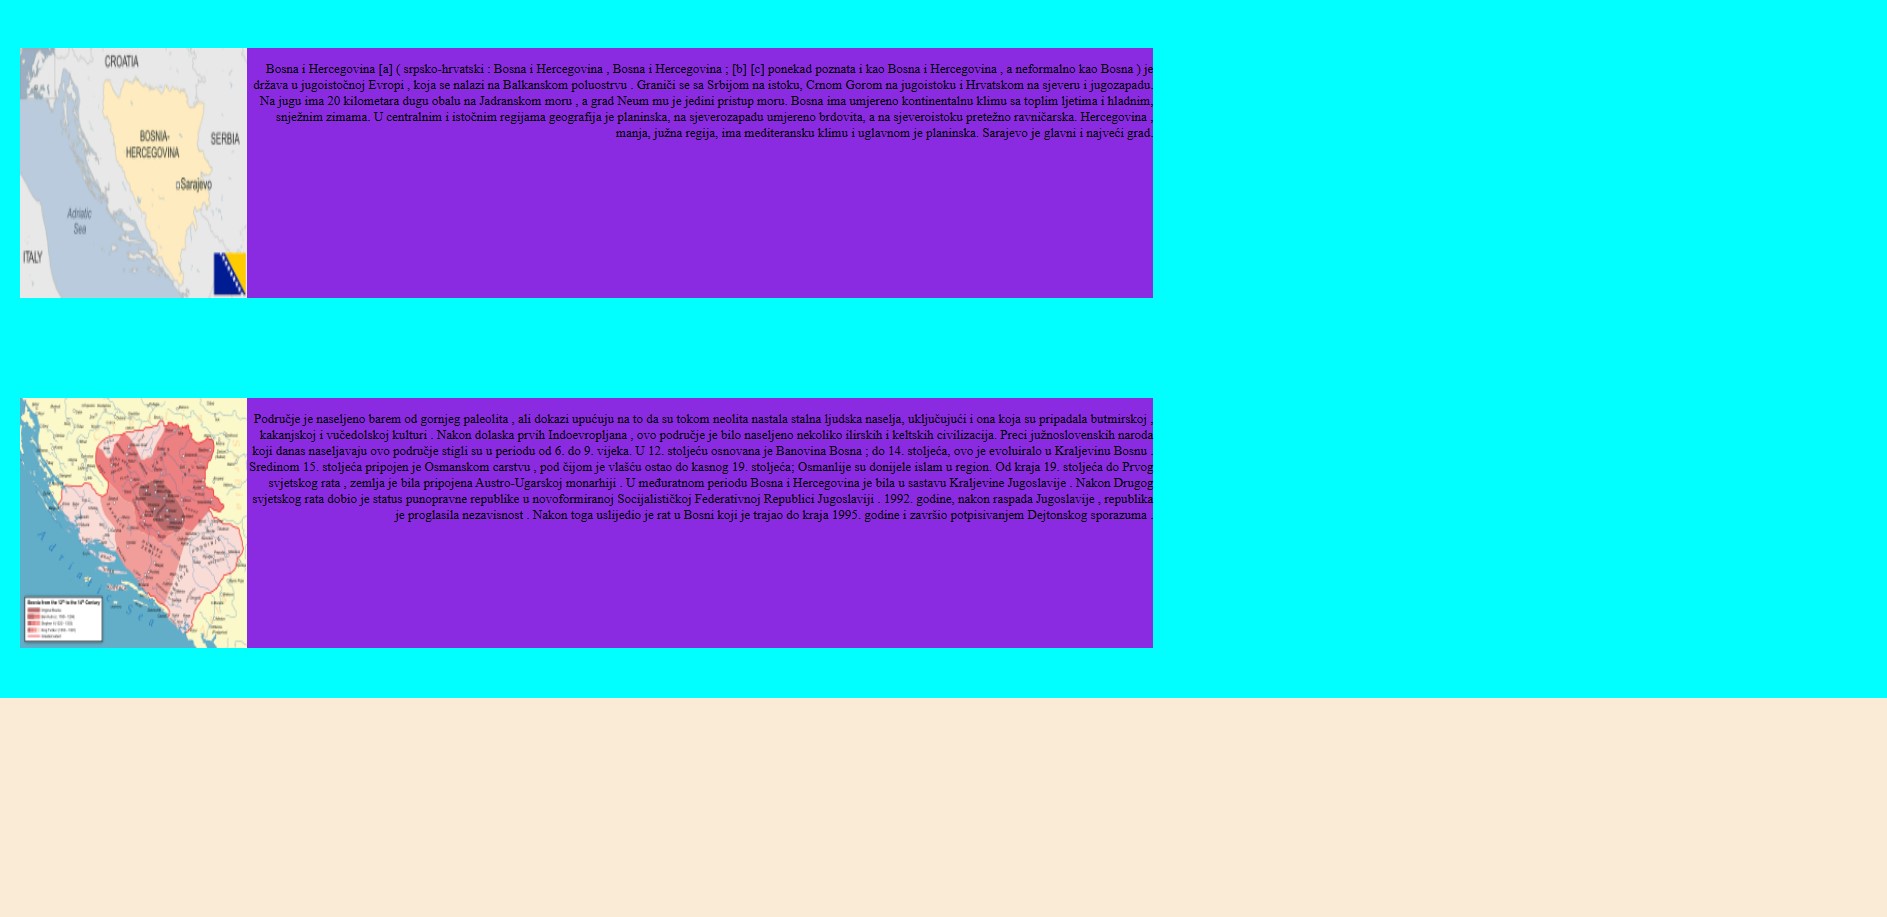 CROATIA
BOSNIA-
HERCEGOVINA
SERBIA
Sarajevo
Adriatic
Sea
ITALY
Bosna i Hercegovina [a] ( srpsko-hrvatski : Bosna i Hercegovina , Bosna i Hercegovina ; [b] [c] ponekad poznata i kao Bosna i Hercegovina , a neformalno kao Bosna ) je
država u jugoistočnoj Evropi , koja se nalazi na Balkanskom poluostrvu . Graniči se sa Srbijom na istoku, Crnom Gorom na jugoistoku i Hrvatskom na sjeveru i jugozapadu.
Na jugu ima 20 kilometara dugu obalu na Jadranskom moru , a grad Neum mu je jedini pristup moru. Bosna ima umjereno kontinentalnu klimu sa toplim ljetima i hladnim,
snježnim zimama. U centralnim i istočnim regijama geografija je planinska, na sjeverozapadu umjereno brdovita, a na sjeveroistoku pretežno ravničarska. Hercegovina ,
manja, južna regija, ima mediteransku klimu i uglavnom je planinska. Sarajevo je glavni i najveći grad.
Područje je naseljeno barem od gornjeg paleolita , ali dokazi upućuju na to da su tokom neolita nastala stalna ljudska naselja, uključujući i ona koja su pripadala butmirskoj ,
kakanjskoj i vučedolskoj kulturi . Nakon dolaska prvih Indoevropljana , ovo područje je bilo naseljeno nekoliko ilirskih i keltskih civilizacija. Preci južnoslovenskih naroda
koji danas naseljavaju ovo područje stigli su u periodu od 6. do 9. vijeka. U 12. stoljeću osnovana je Banovina Bosna ; do 14. stoljeća, ovo je evoluiralo u Kraljevinu Bosnu .
Sredinom 15. stoljeća pripojen je Osmanskom carstvu , pod čijom je vlašću ostao do kasnog 19. stoljeća; Osmanlije su donijele islam u region. Od kraja 19. stoljeća do Prvog
svjetskog rata , zemlja je bila pripojena Austro-Ugarskoj monarhiji . U međuratnom periodu Bosna i Hercegovina je bila u sastavu Kraljevine Jugoslavije . Nakon Drugog
svjetskog rata dobio je status punopravne republike u novoformiranoj Socijalističkoj Federativnoj Republici Jugoslaviji . 1992. godine, nakon raspada Jugoslavije , republika
je proglasila nezavisnost . Nakon toga uslijedio je rat u Bosni koji je trajao do kraja 1995. godine i završio potpisivanjem Dejtonskog sporazuma .
Adriatic Sea
Bosnia from the 12th to the 14th Century